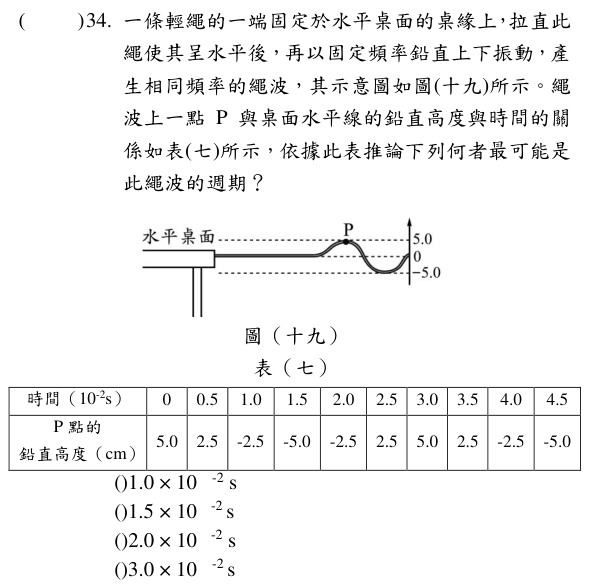 (　　)34. 一條輕繩的一端固定於水平桌面的桌緣上，拉直此
繩使其呈水平後，再以固定頻率鉛直上下振動，產
生相同頻率的繩波，其示意圖如圖(十九)所示。繩
波上一點 P 與桌面水平線的鉛直高度與時間的關
係如表(七)所示，依據此表推論下列何者最可能是
此繩波的週期？
P
水平桌面
5.0
0
−5.0
圖（十九）
表（七）
時間（10⁻²s） 0 0.5 1.0 1.5 2.0 2.5 3.0 3.5 4.0 4.5
P 點的
鉛直高度（cm） 5.0 2.5 -2.5 -5.0 -2.5 2.5 5.0 2.5 -2.5 -5.0
()1.0 × 10 ⁻² s
()1.5 × 10 ⁻² s
()2.0 × 10 ⁻² s
()3.0 × 10 ⁻² s